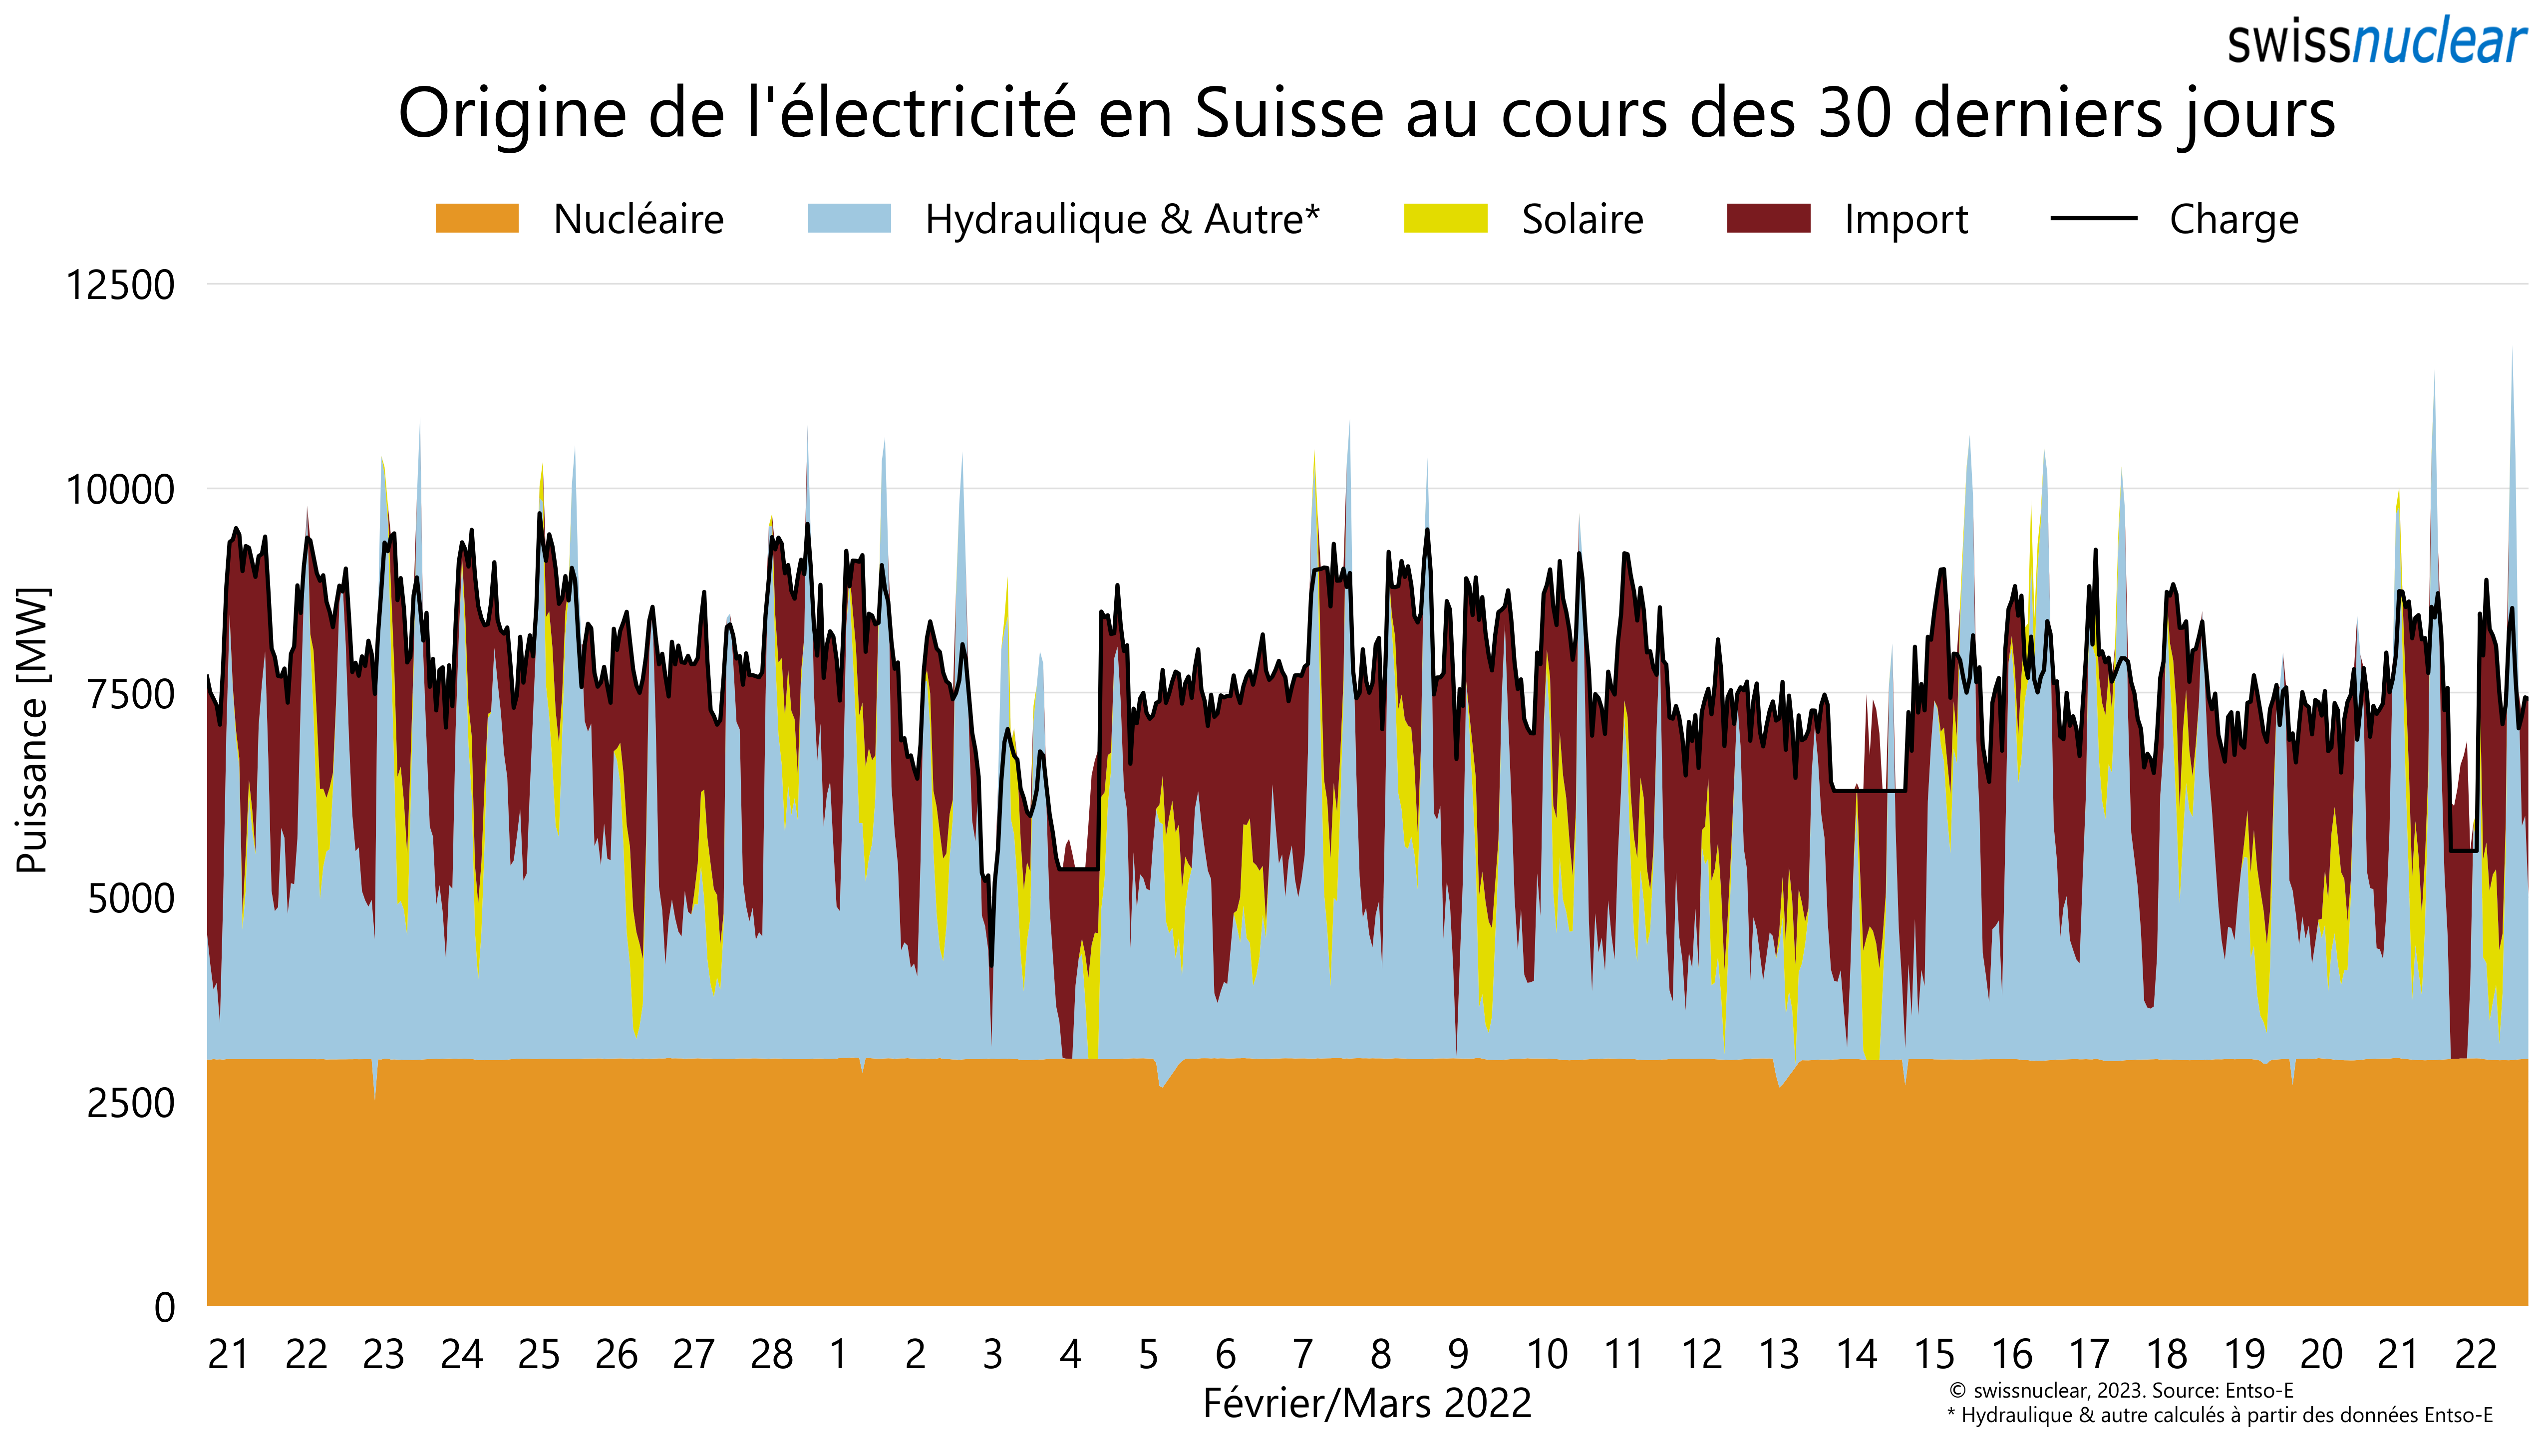 swissnuclear
Origine de l'électricité en Suisse au cours des 30 derniers jours
Nucléaire Hydraulique & Autre* Solaire Import Charge
12500
10000
7500
5000
2500
0
Puissance [MW]
21 22 23 24 25 26 27 28 1 2 3 4 5 6 7 8 9 10 11 12 13 14 15 16 17 18 19 20 21 22
Février/Mars 2022
© swissnuclear, 2023. Source: Entso-E
* Hydraulique & autre calculés à partir des données Entso-E